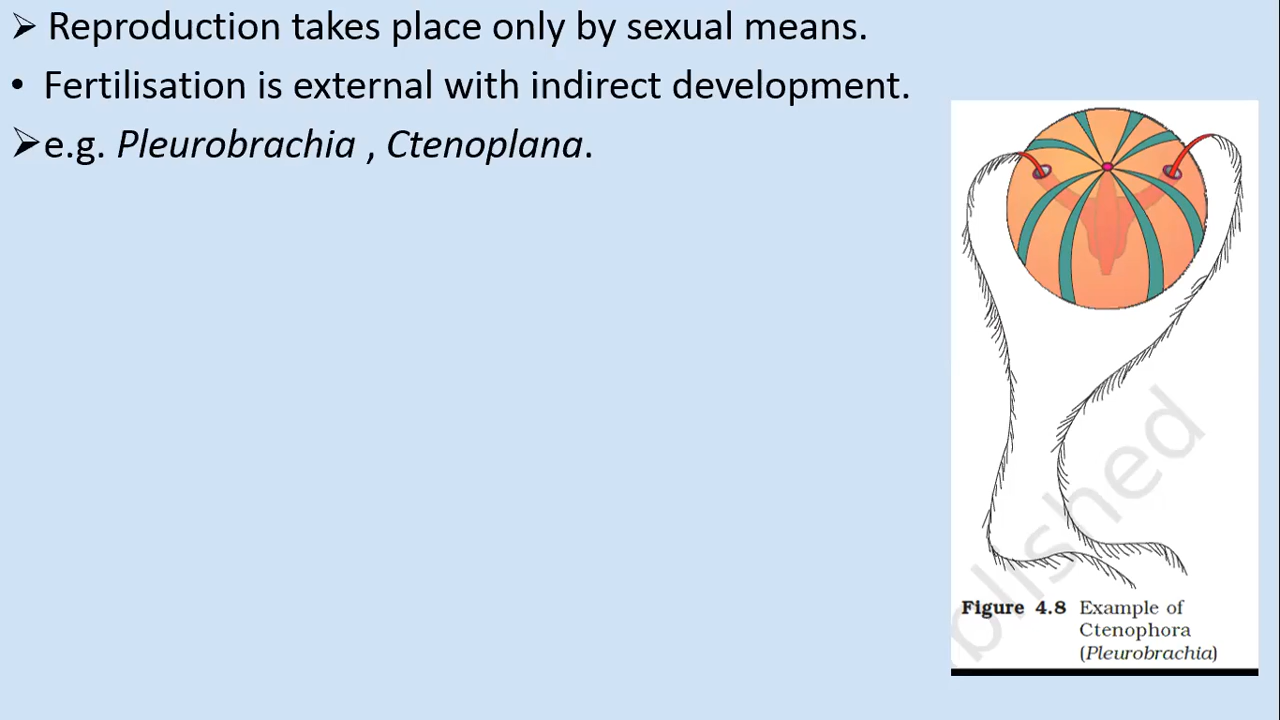 ➢ Reproduction takes place only by sexual means.
• Fertilisation is external with indirect development.
➢e.g. Pleurobrachia , Ctenoplana.
blished
Figure 4.8 Example of
Ctenophora
(Pleurobrachia)